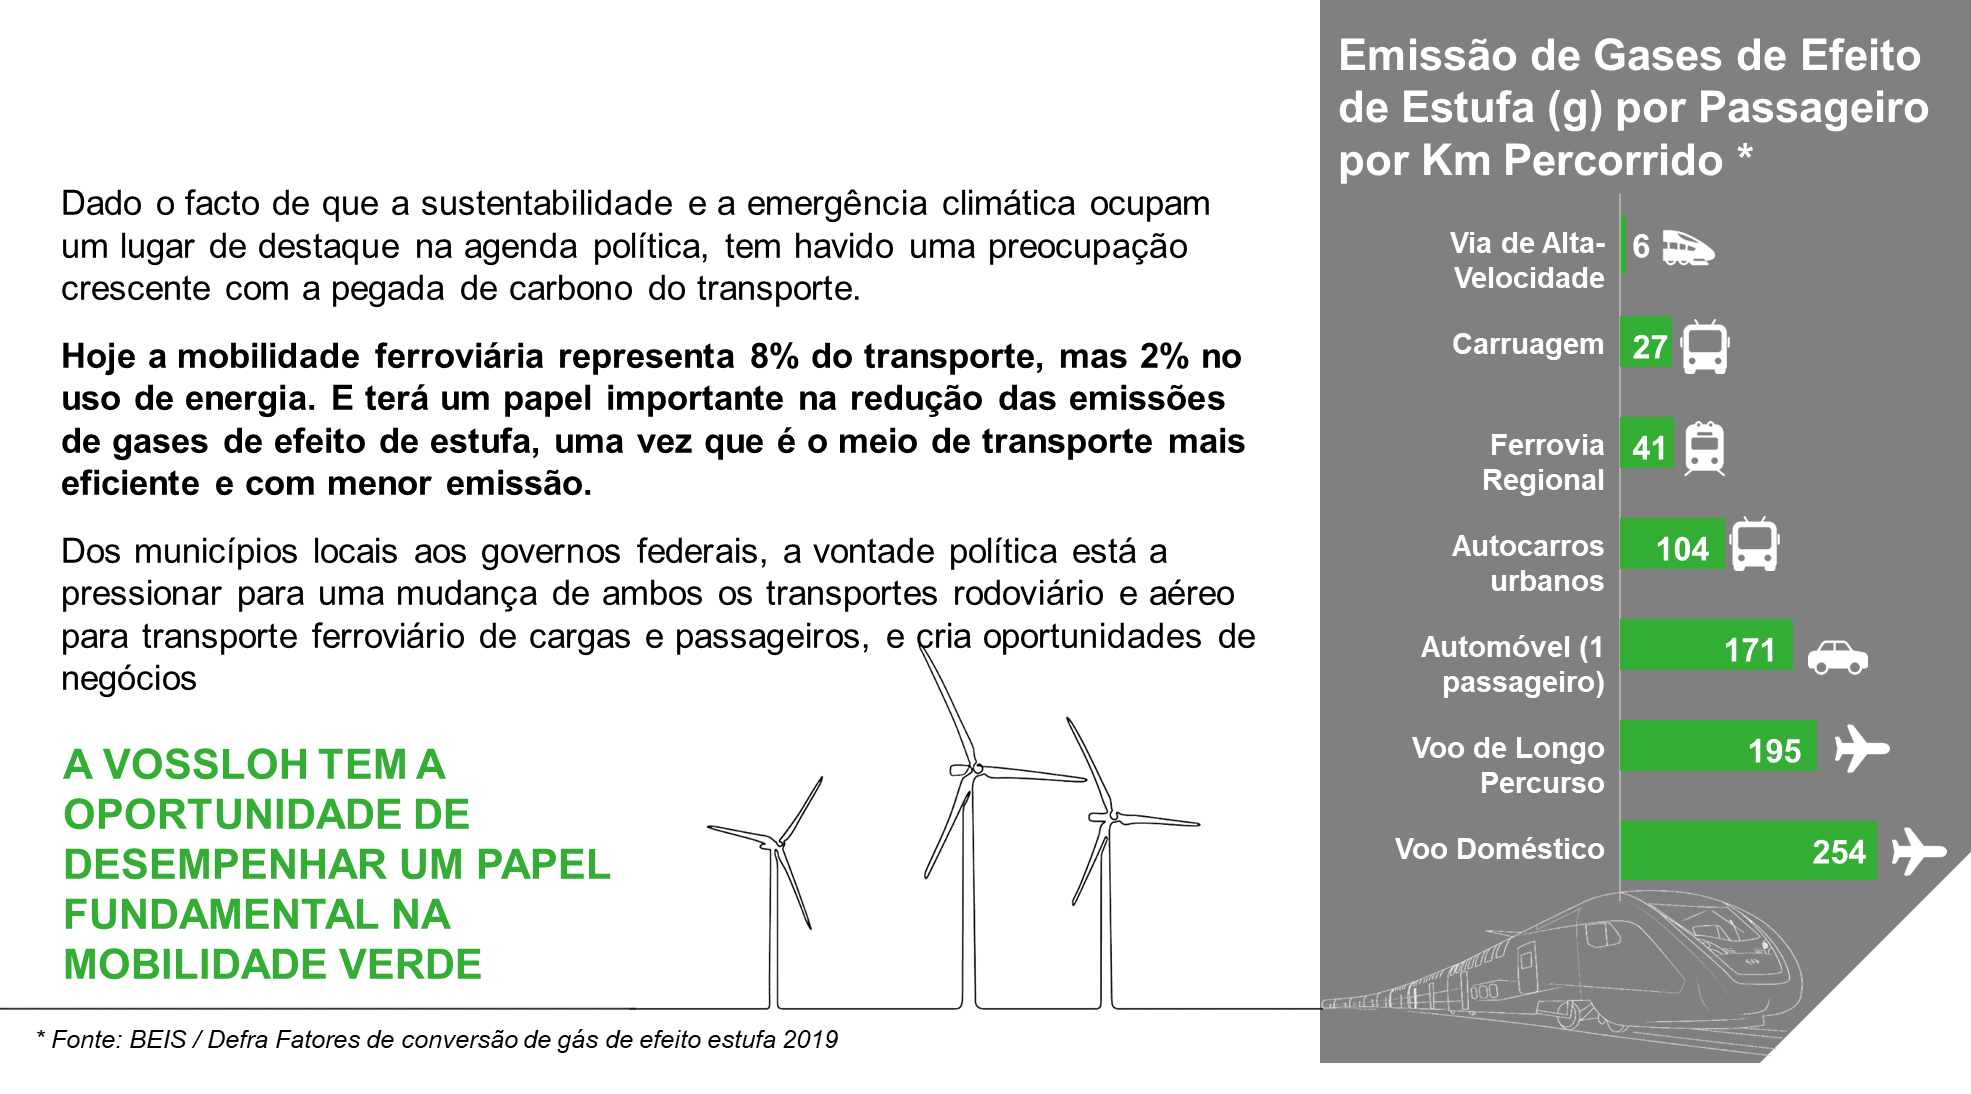 Dado o facto de que a sustentabilidade e a emergência climática ocupam
um lugar de destaque na agenda política, tem havido uma preocupação
crescente com a pegada de carbono do transporte.
Hoje a mobilidade ferroviária representa 8% do transporte, mas 2% no
uso de energia. E terá um papel importante na redução das emissões
de gases de efeito de estufa, uma vez que é o meio de transporte mais
eficiente e com menor emissão.
Dos municípios locais aos governos federais, a vontade política está a
pressionar para uma mudança de ambos os transportes rodoviário e aéreo
para transporte ferroviário de cargas e passageiros, e cria oportunidades de
negócios
A VOSSLOH TEM A
OPORTUNIDADE DE
DESEMPENHAR UM PAPEL
FUNDAMENTAL NA
MOBILIDADE VERDE
* Fonte: BEIS / Defra Fatores de conversão de gás de efeito estufa 2019
Emissão de Gases de Efeito
de Estufa (g) por Passageiro
por Km Percorrido *
Via de Alta-
Velocidade
6
Carruagem
27
Ferrovia
Regional
41
Autocarros
urbanos
104
Automóvel (1
passageiro)
171
Voo de Longo
Percurso
195
Voo Doméstico
254